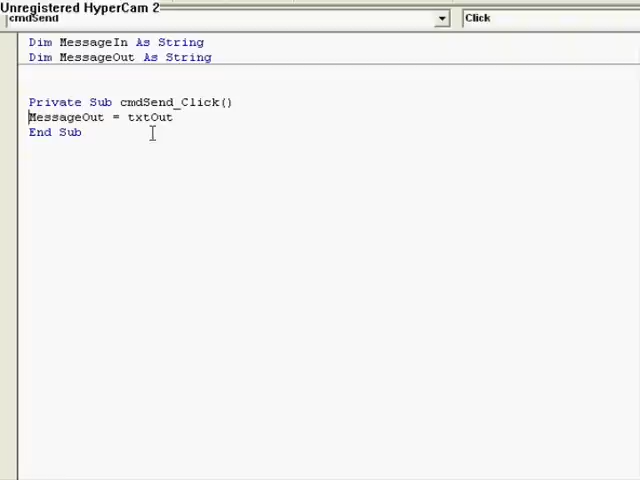 Unregistered HyperCam 2
cmdSend
Click
Dim MessageIn As String
Dim MessageOut As String
Private Sub cmdSend_Click()
MessageOut = txtOut
End Sub